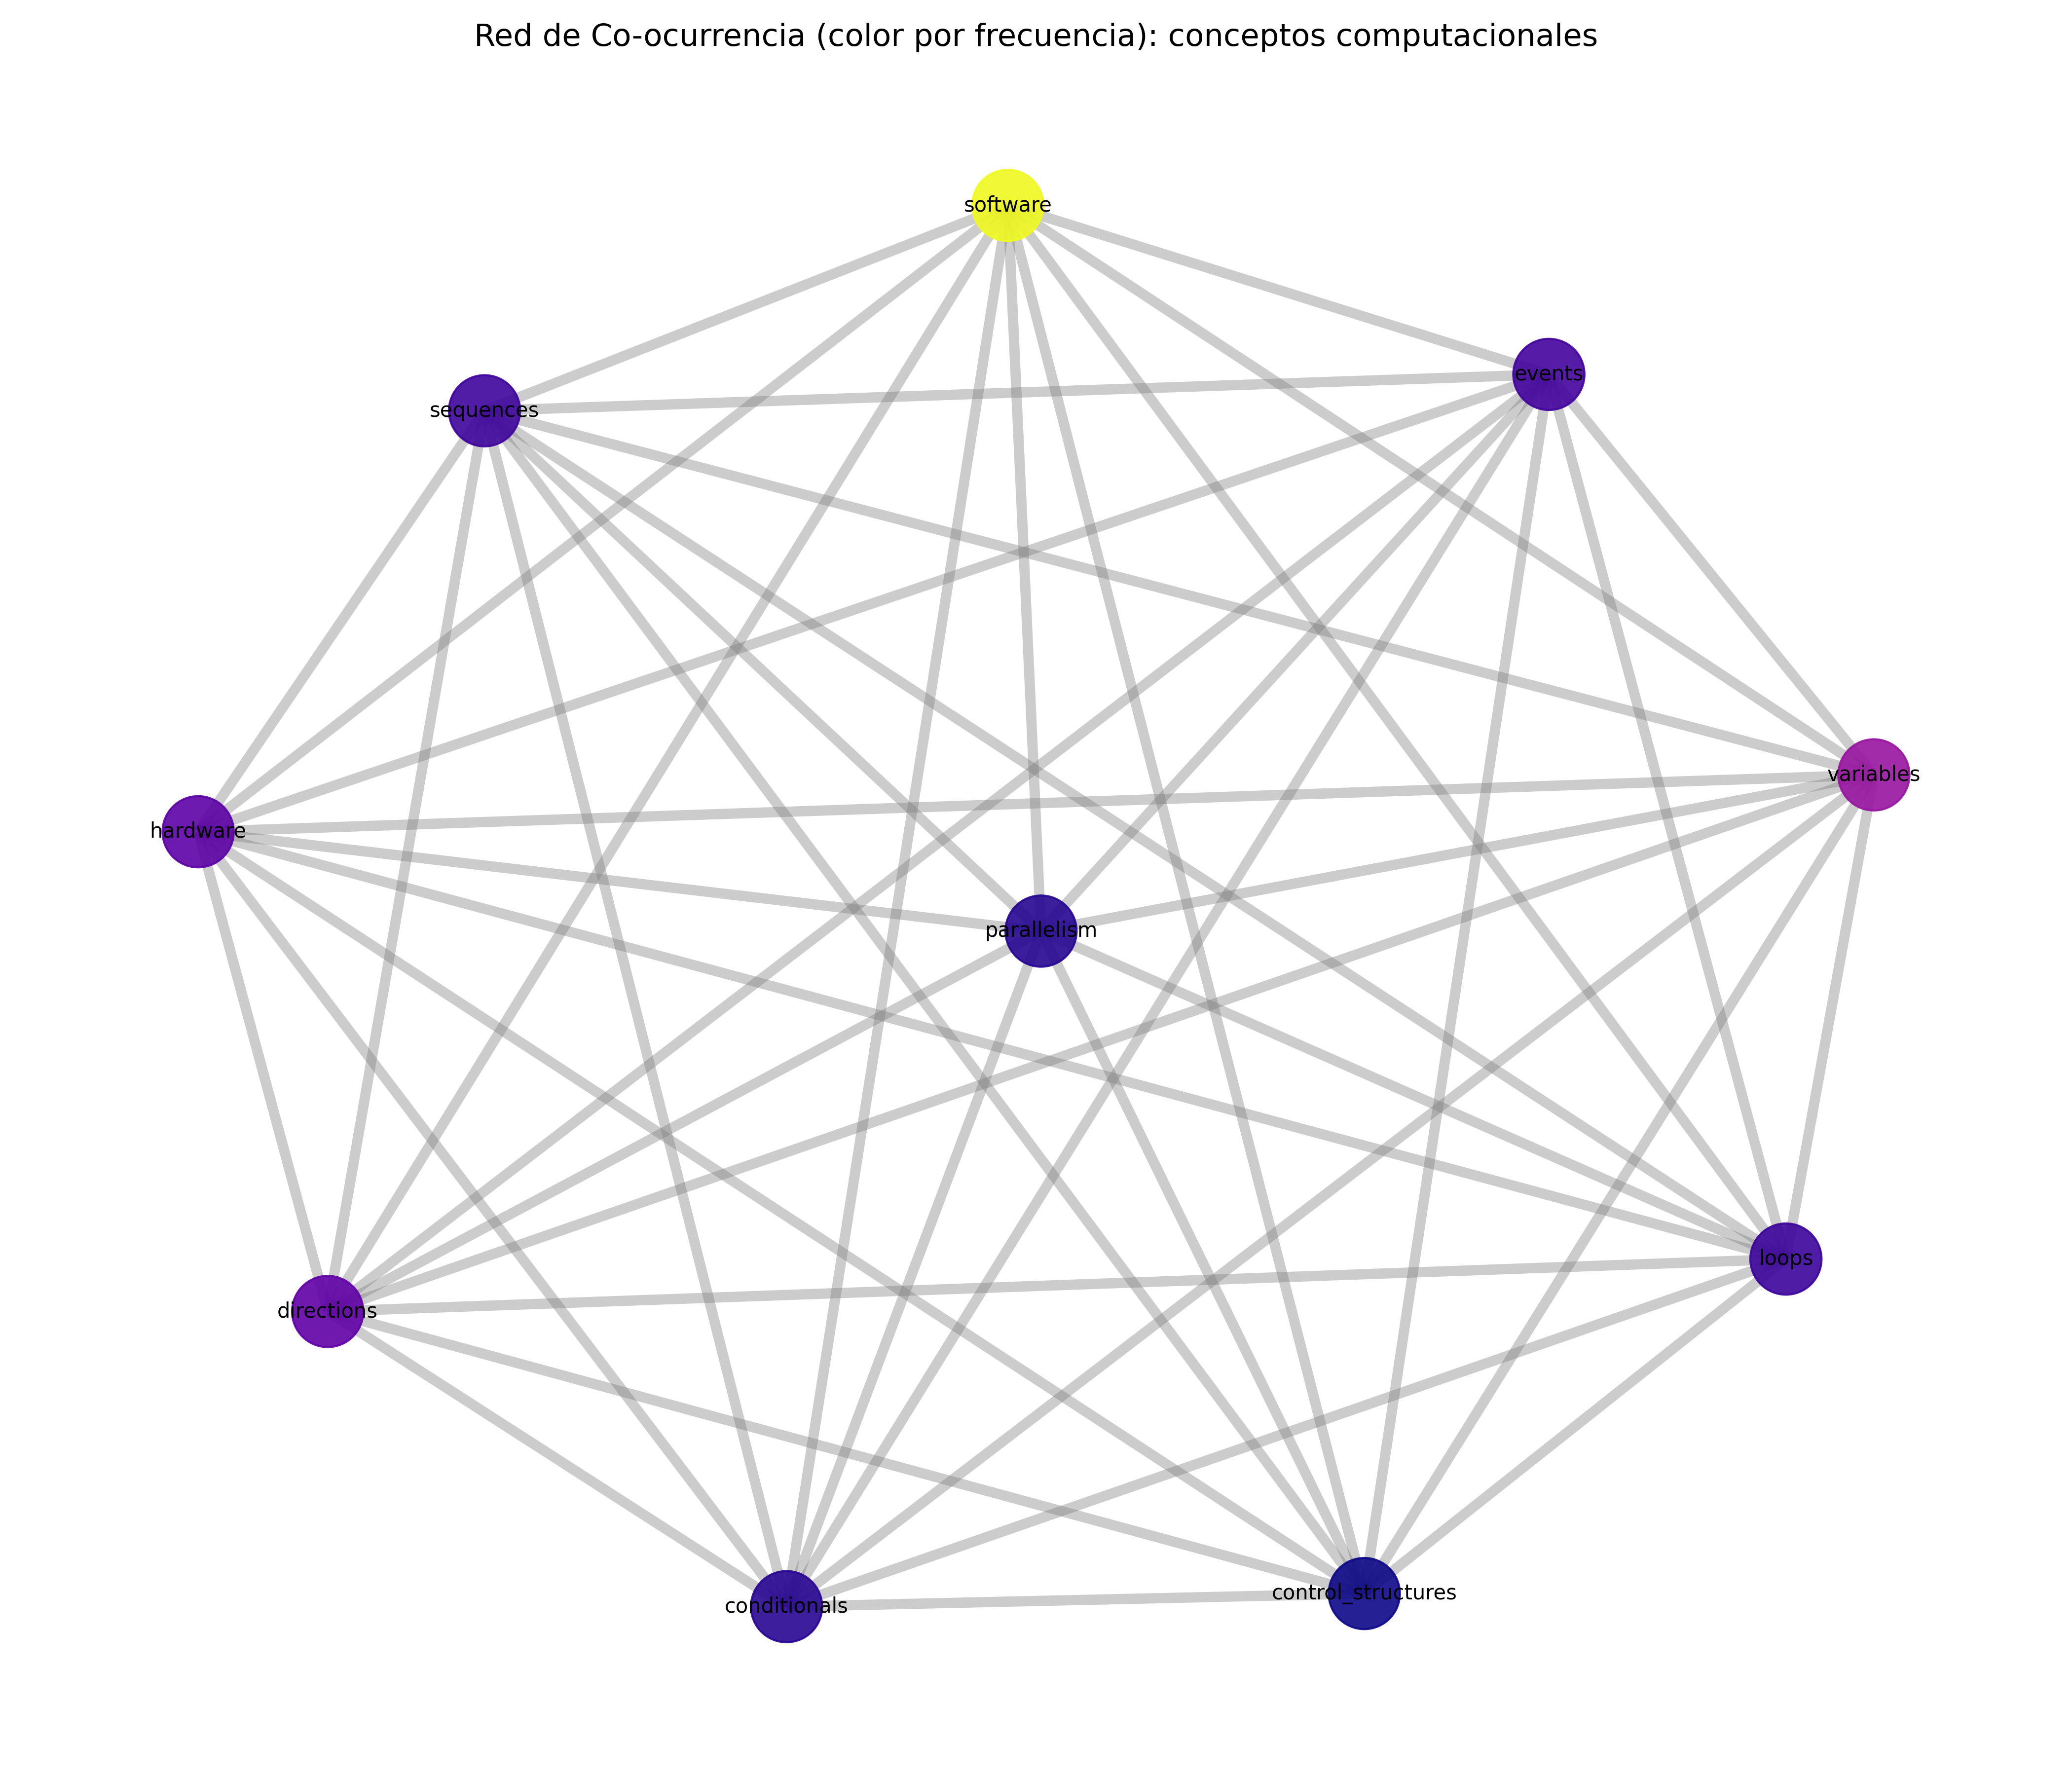 Red de Co-ocurrencia (color por frecuencia): conceptos computacionales
software
events
sequences
variables
hardware
parallelism
loops
directions
control_structures
conditionals